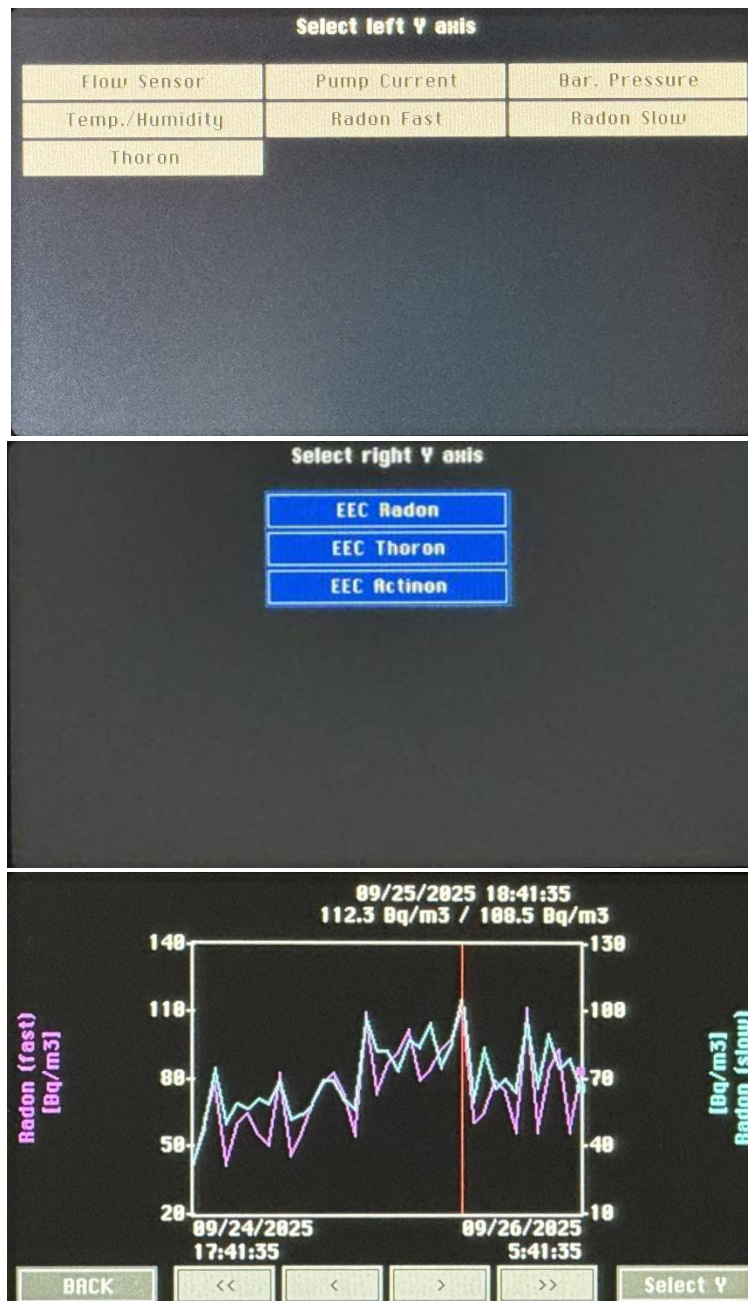 Select left Y axis
Flow Sensor Pump Current Bar. Pressure
Temp./Humidity Radon Fast Radon Slow
Thoron
Select right Y axis
EEC Radon
EEC Thoron
EEC Actinon
09/25/2025 18:41:35
112.3 Bq/m3 / 108.5 Bq/m3
140 130
110 100
80 70
50 40
20 10
Radon (fast)
[Bq/m3]
[Bq/m3]
Radon (slow)
09/24/2025 09/26/2025
17:41:35 5:41:35
BACK << < > >> Select Y